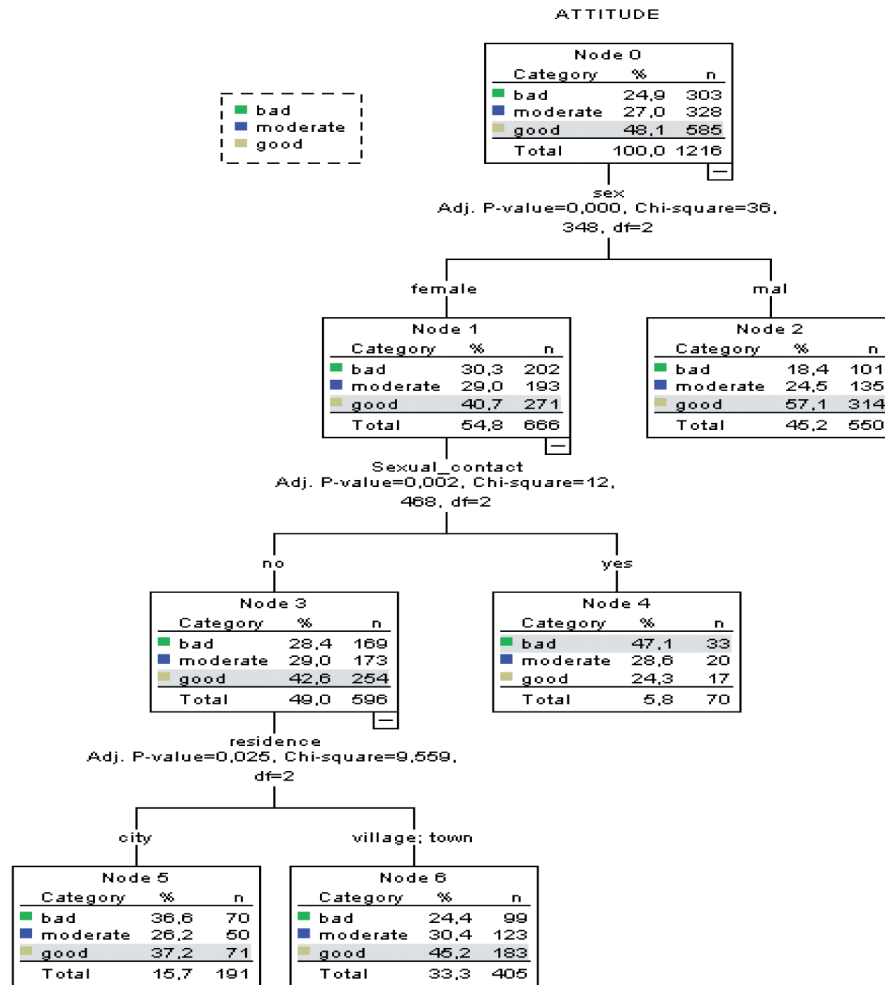 ATTITUDE
bad
moderate
good
Node 0
Category % n
bad 24,9 303
moderate 27,0 328
good 48,1 585
Total 100,0 1216
sex
Adj. P-value=0,000, Chi-square=36,
348, df=2
female
mal
Node 1
Category % n
bad 30,3 202
moderate 29,0 193
good 40,7 271
Total 54,8 666
Node 2
Category % n
bad 18,4 101
moderate 24,5 135
good 57,1 314
Total 45,2 550
Sexual_contact
Adj. P-value=0,002, Chi-square=12,
468, df=2
no
yes
Node 3
Category % n
bad 28,4 169
moderate 29,0 173
good 42,6 254
Total 49,0 596
Node 4
Category % n
bad 47,1 33
moderate 28,6 20
good 24,3 17
Total 5,8 70
residence
Adj. P-value=0,025, Chi-square=9,559,
df=2
city
village; town
Node 5
Category % n
bad 36,6 70
moderate 26,2 50
good 37,2 71
Total 15,7 191
Node 6
Category % n
bad 24,4 99
moderate 30,4 123
good 45,2 183
Total 33,3 405